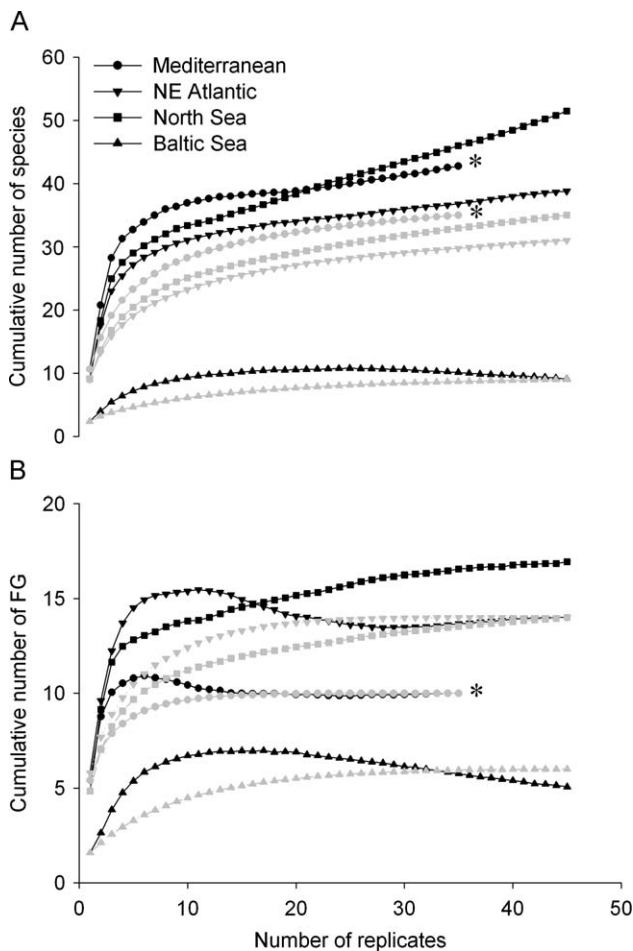 A
60
50
40
30
20
10
0
Cumulative number of species
Mediterranean
NE Atlantic
North Sea
Baltic Sea
*
*
B
20
15
10
5
0
Cumulative number of FG
*
0 10 20 30 40 50
Number of replicates